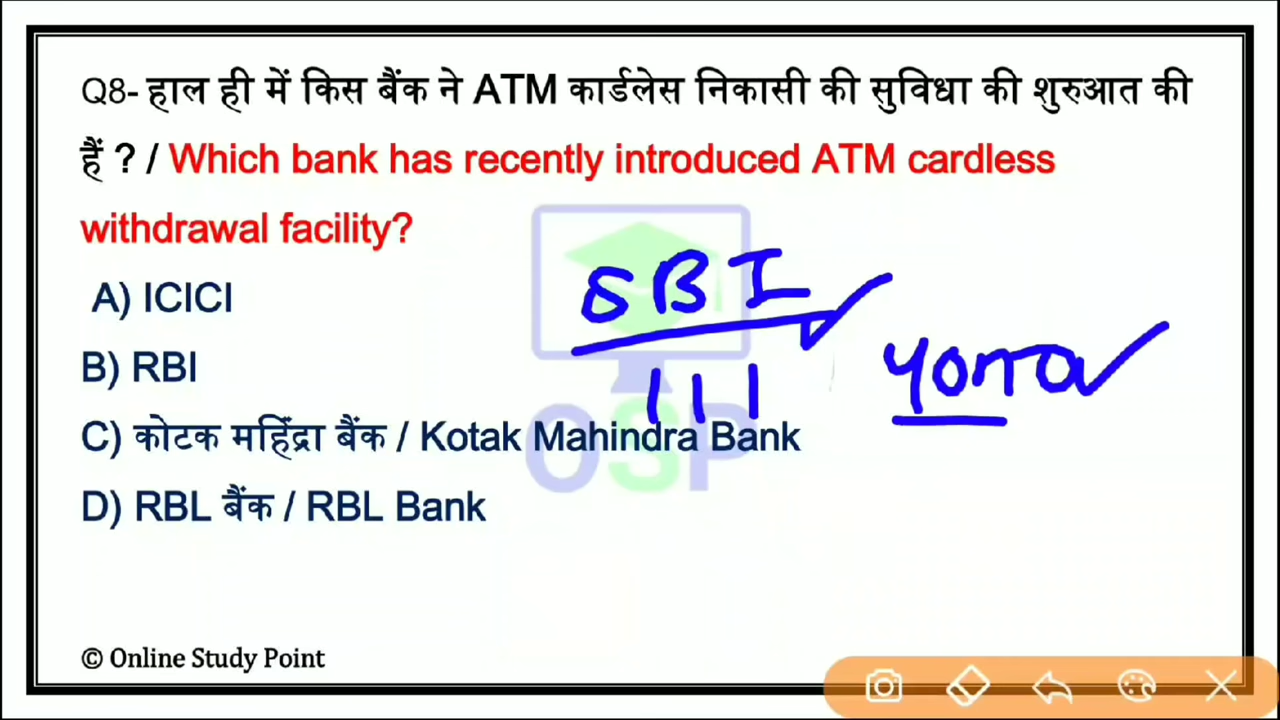 Q8- हाल ही में किस बैंक ने ATM कार्डलेस निकासी की सुविधा की शुरुआत की
हैं ? / Which bank has recently introduced ATM cardless
withdrawal facility?
SBI
A) ICICI
yono
B) RBI
C) कोटक महिंद्रा बैंक / Kotak Mahindra Bank
OSP
D) RBL बैंक / RBL Bank
© Online Study Point